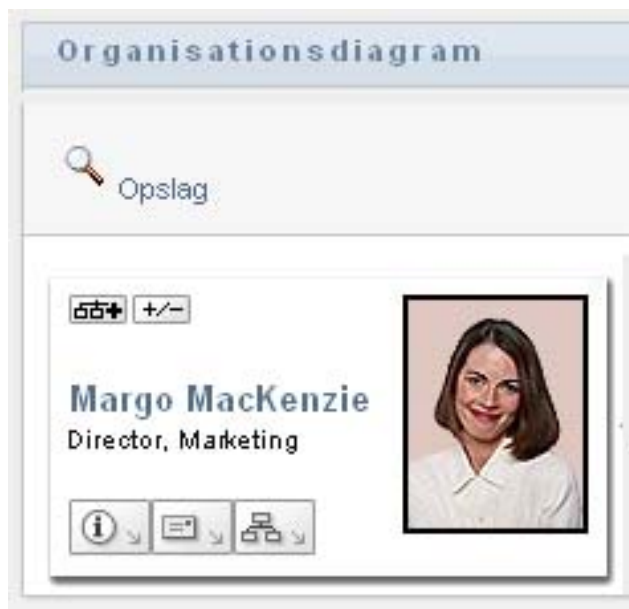 Organisationsdiagram
Opslag
+/−
Margo MacKenzie
Director, Marketing